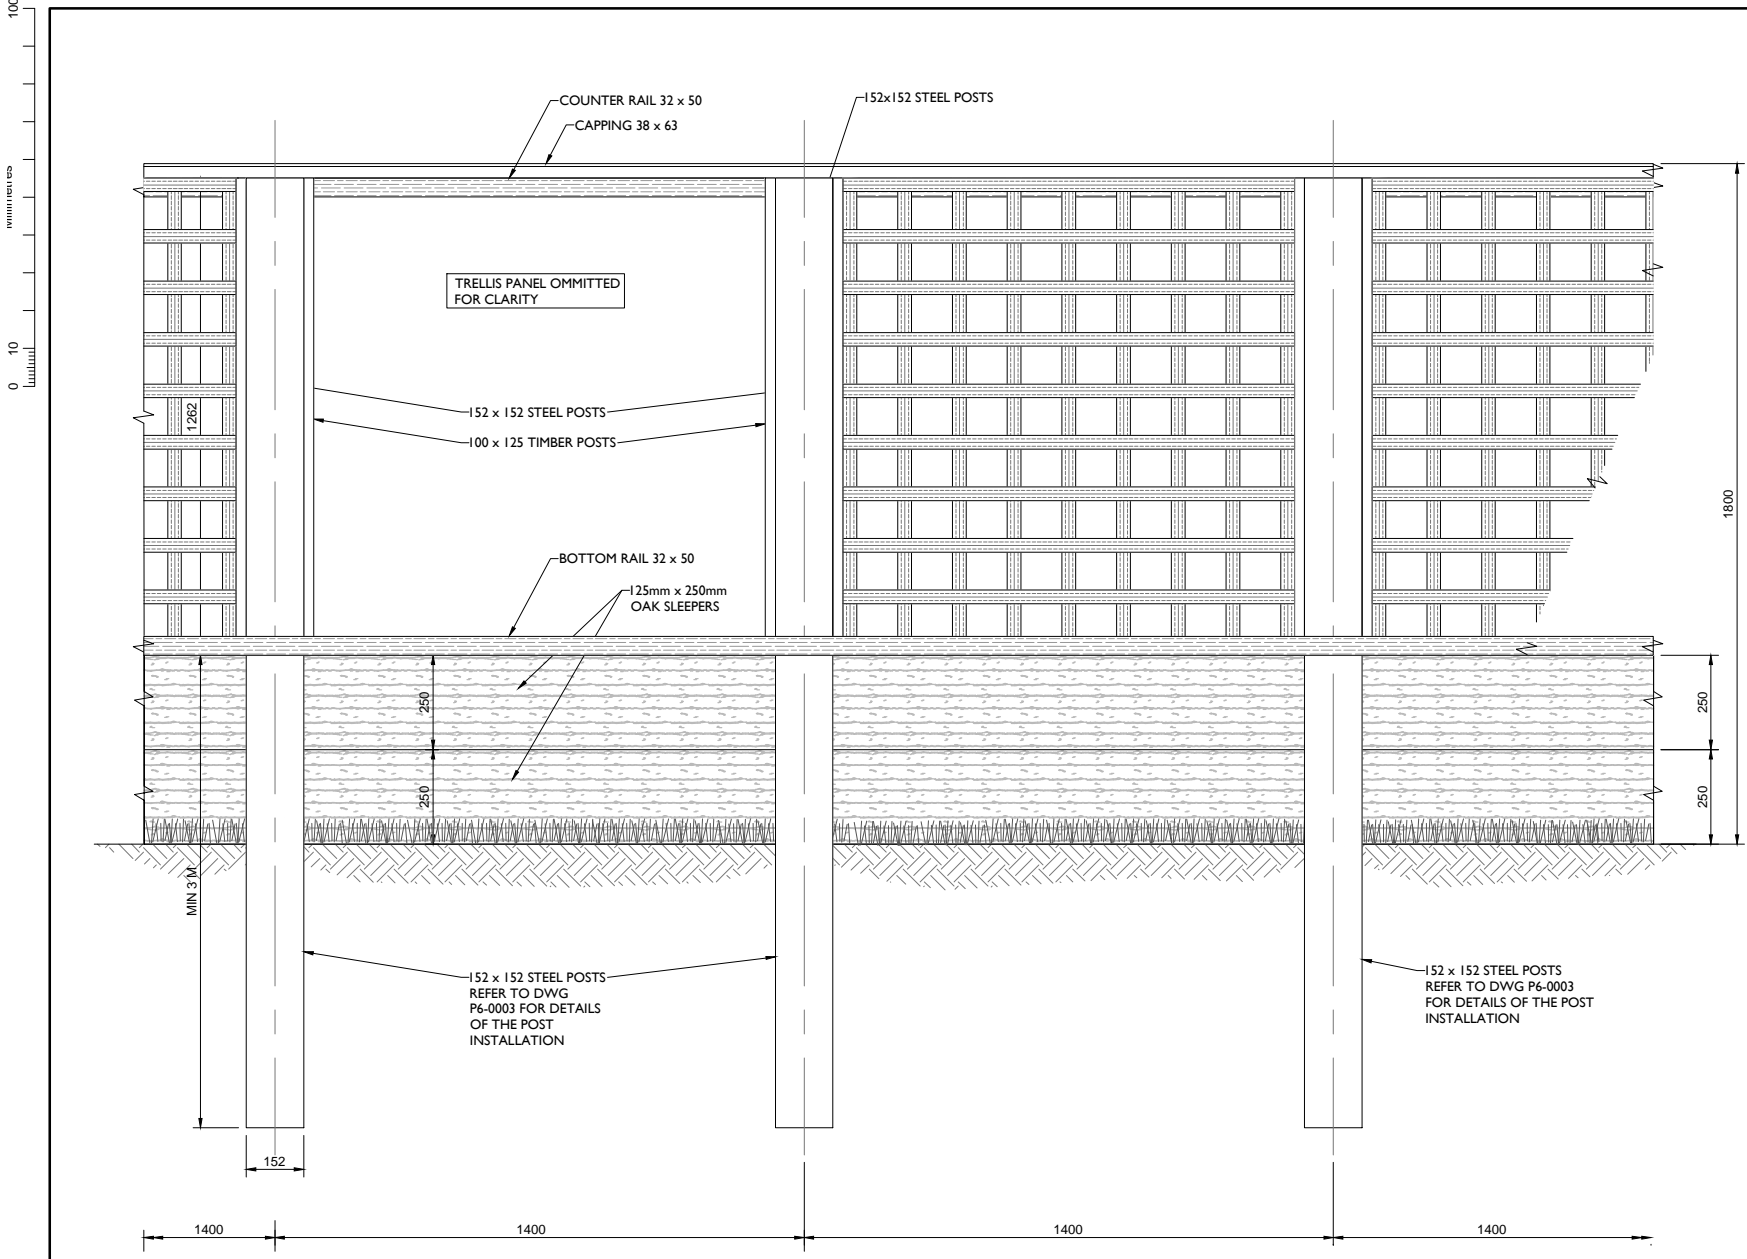 100
Millimetres
10
0
COUNTER RAIL 32 x 50
CAPPING 38 x 63
152x152 STEEL POSTS
TRELLIS PANEL OMMITTED
FOR CLARITY
1262
152 x 152 STEEL POSTS
100 x 125 TIMBER POSTS
1800
BOTTOM RAIL 32 x 50
125mm x 250mm
OAK SLEEPERS
250
250
250
250
MIN 3 M
152 x 152 STEEL POSTS
REFER TO DWG
P6-0003 FOR DETAILS
OF THE POST
INSTALLATION
152 x 152 STEEL POSTS
REFER TO DWG P6-0003
FOR DETAILS OF THE POST
INSTALLATION
152
1400
1400
1400
1400